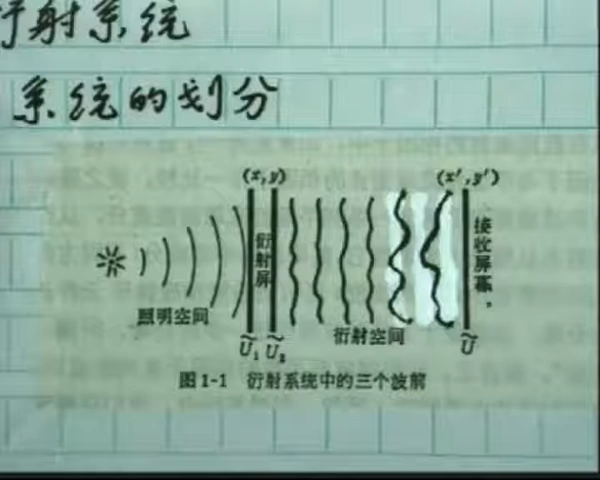 衍射系统
系统的划分
(x,y) (x',y')
衍射屏
接收屏幕
照明空间
衍射空间
Ũ₁ Ũ₂ Ũ
图1-1 衍射系统中的三个波前